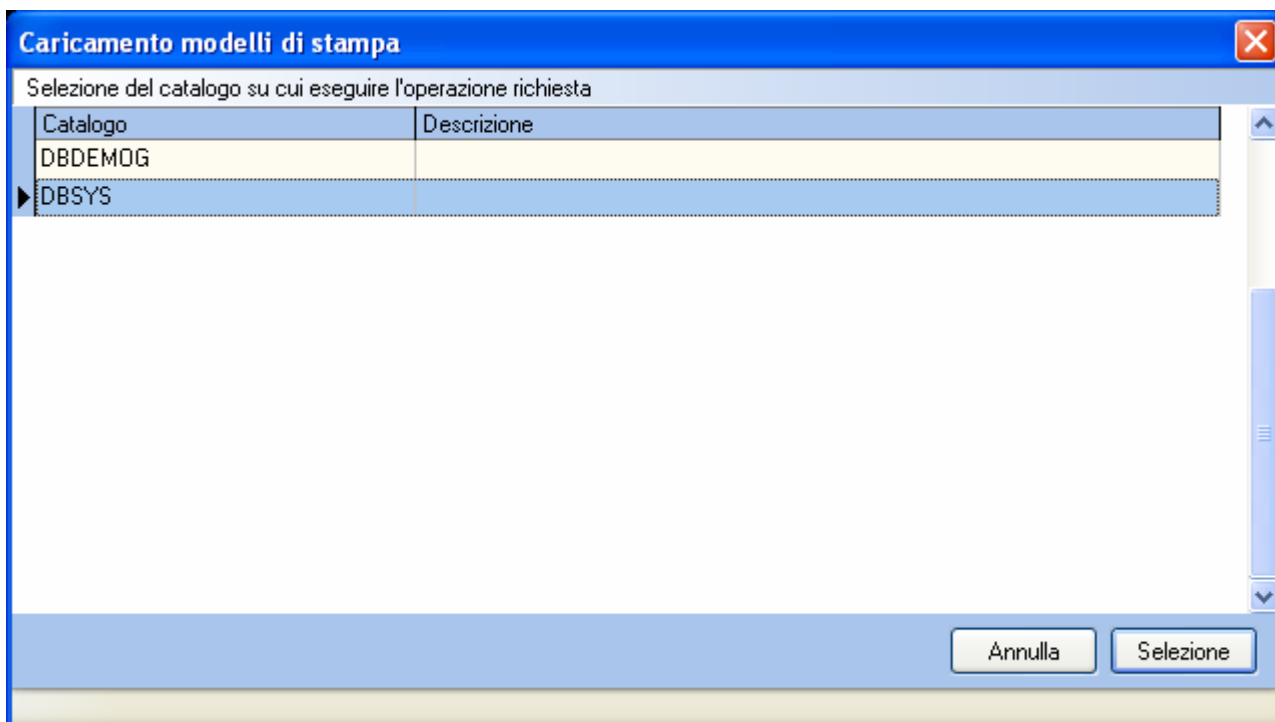 Caricamento modelli di stampa
Selezione del catalogo su cui eseguire l'operazione richiesta
Catalogo Descrizione
DBDEMOG
DBSYS
Annulla Selezione